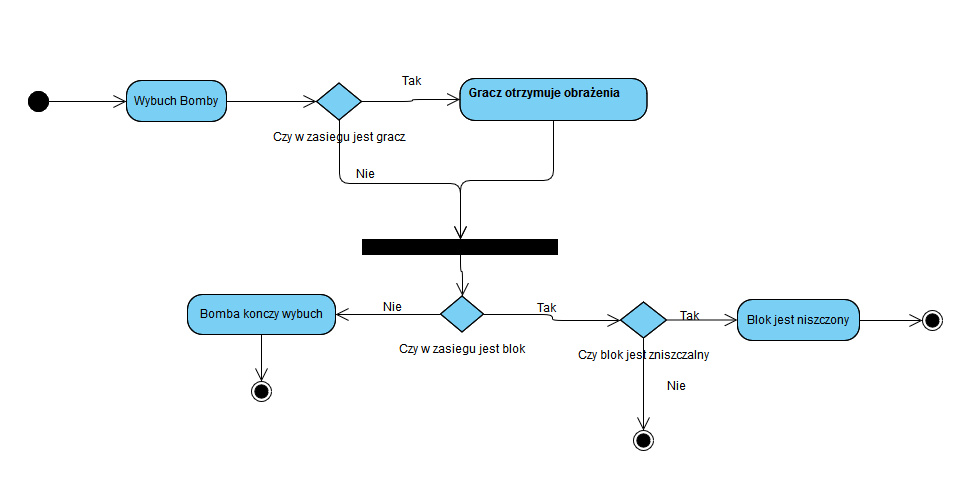 Tak
Wybuch Bomby
Gracz otrzymuje obrażenia
Czy w zasiegu jest gracz
Nie
Nie
Tak
Bomba konczy wybuch
Tak
Blok jest niszczony
Czy w zasiegu jest blok
Czy blok jest zniszczalny
Nie